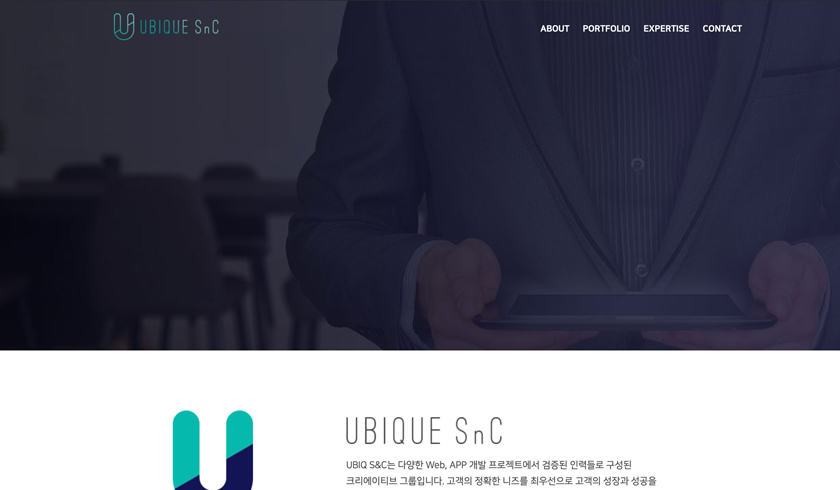 UBIQUE SnC
ABOUT PORTFOLIO EXPERTISE CONTACT
UBIQUE SnC
UBIQ S&C는 다양한 Web, APP 개발 프로젝트에서 검증된 인력들로 구성된
크리에이티브 그룹입니다. 고객의 정확한 니즈를 최우선으로 고객의 성장과 성공을